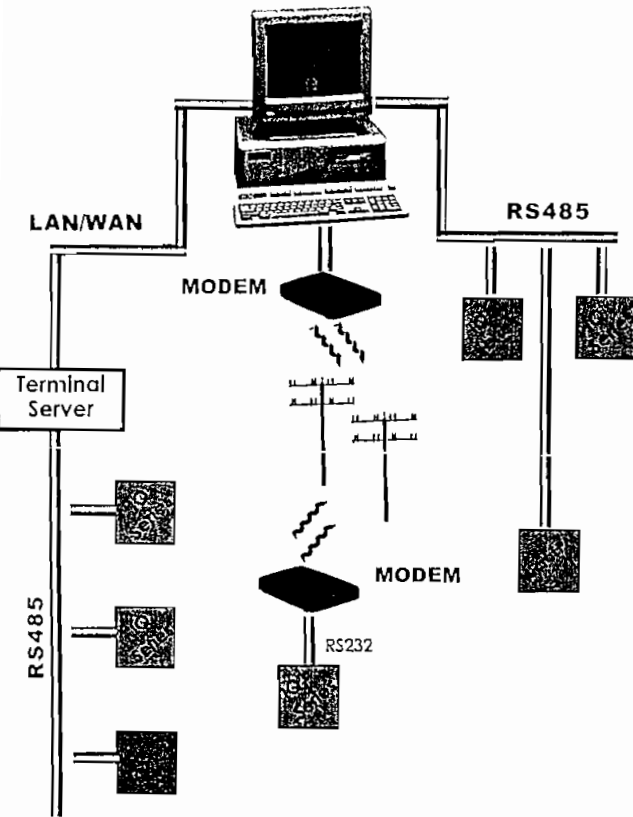 LAN/WAN
RS485
MODEM
Terminal
Server
MODEM
RS232
RS485